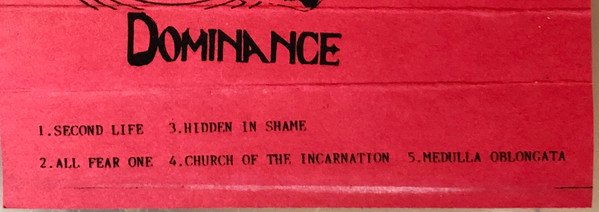 DOMINANCE
1.SECOND LIFE 3.HIDDEN IN SHAME
2.ALL FEAR ONE 4.CHURCH OF THE INCARNATION 5.MEDULLA OBLONGATA